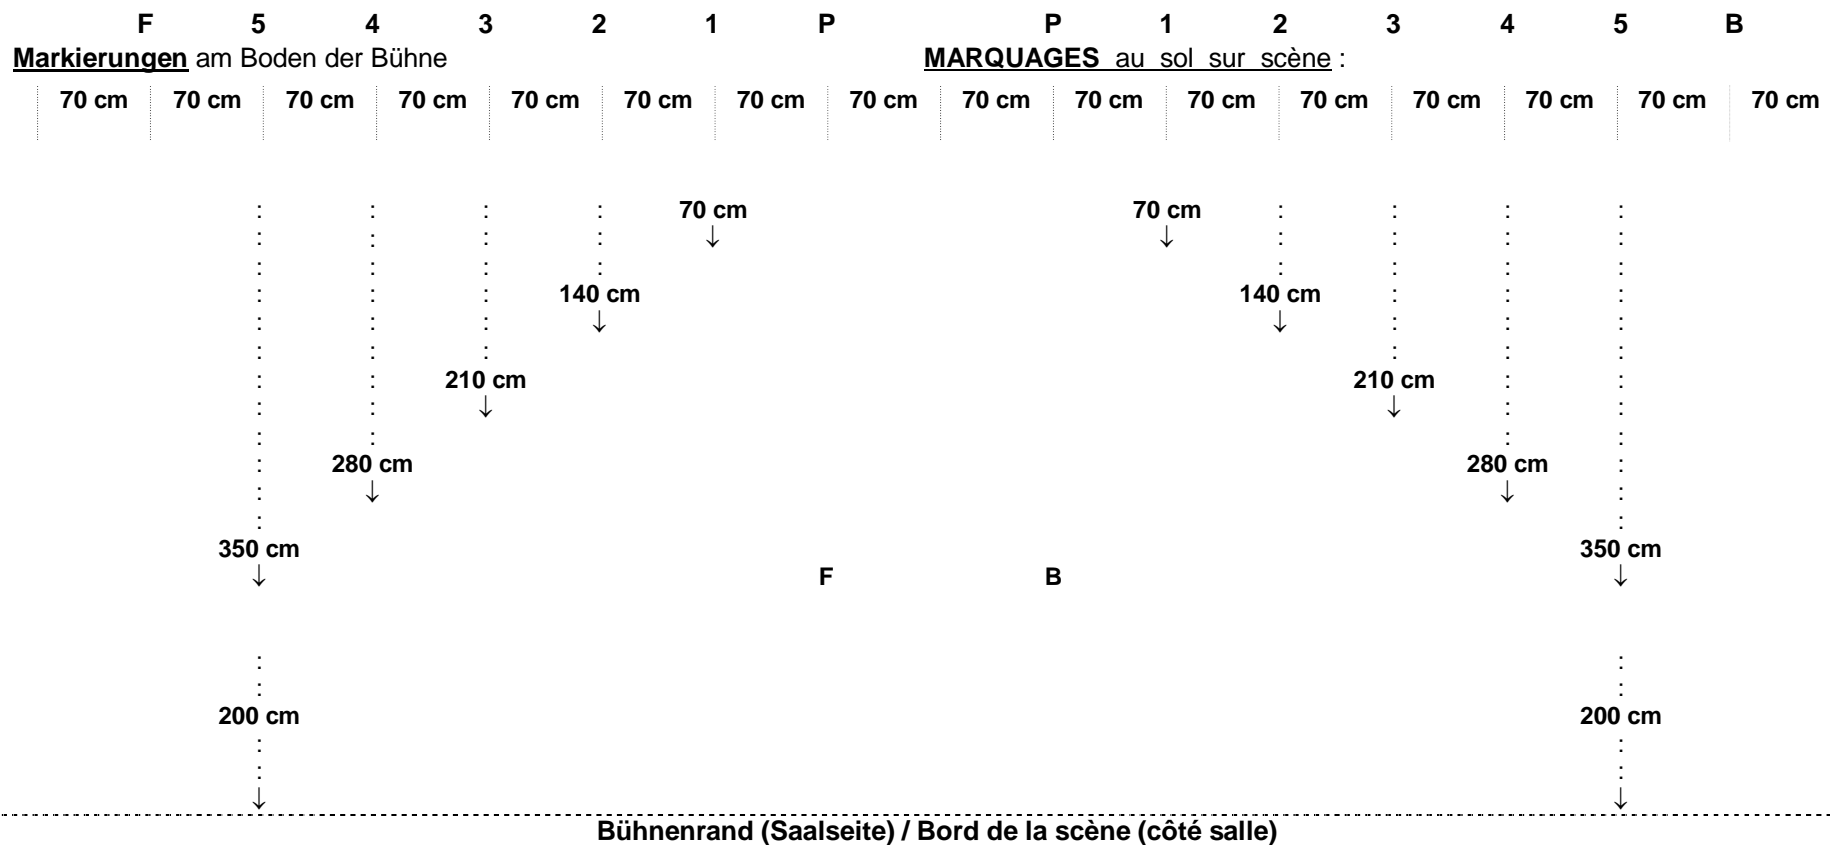 F 5 4 3 2 1 P P 1 2 3 4 5 B
Markierungen am Boden der Bühne MARQUAGES au sol sur scène :
70 cm 70 cm 70 cm 70 cm 70 cm 70 cm 70 cm 70 cm 70 cm 70 cm 70 cm 70 cm 70 cm 70 cm 70 cm 70 cm
70 cm 70 cm
↓ ↓
140 cm 140 cm
↓ ↓
210 cm 210 cm
↓ ↓
280 cm 280 cm
↓ ↓
350 cm 350 cm
↓ F B ↓
200 cm 200 cm
↓ ↓
Bühnenrand (Saalseite) / Bord de la scène (côté salle)